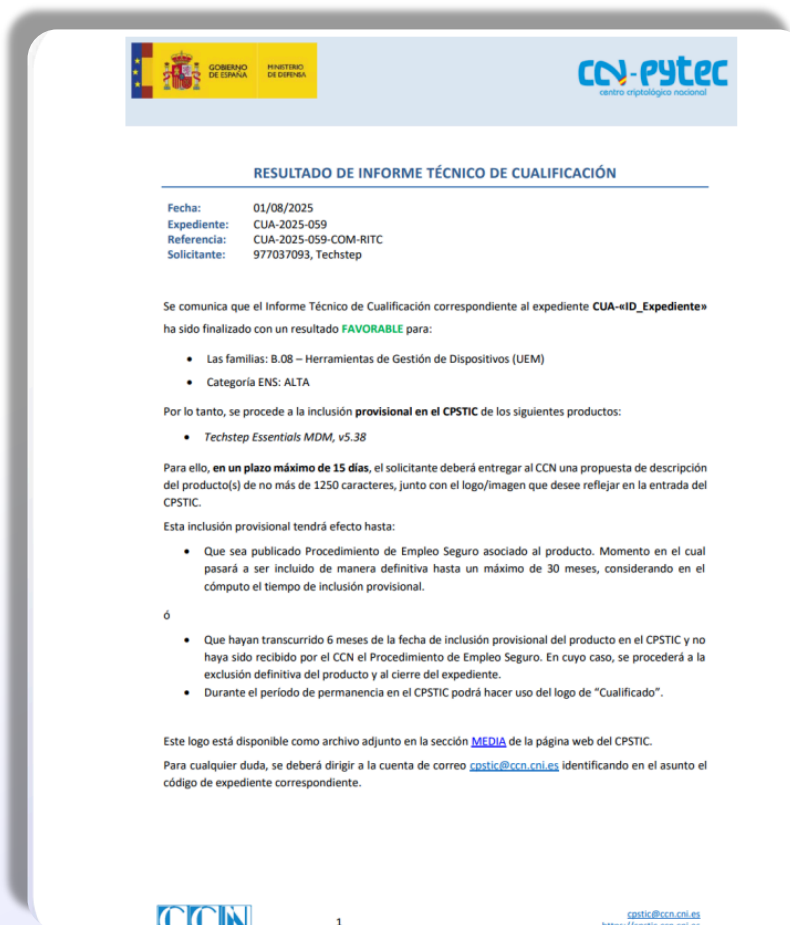 GOBIERNO MINISTERIO
DE ESPAÑA DE DEFENSA
CCN-PYTEC
centro criptológico nacional
RESULTADO DE INFORME TÉCNICO DE CUALIFICACIÓN
Fecha: 01/08/2025
Expediente: CUA-2025-059
Referencia: CUA-2025-059-COM-RITC
Solicitante: 977037093, Techstep
Se comunica que el Informe Técnico de Cualificación correspondiente al expediente CUA-«ID_Expediente»
ha sido finalizado con un resultado FAVORABLE para:
• Las familias: B.08 – Herramientas de Gestión de Dispositivos (UEM)
• Categoría ENS: ALTA
Por lo tanto, se procede a la inclusión provisional en el CPSTIC de los siguientes productos:
• Techstep Essentials MDM, v5.38
Para ello, en un plazo máximo de 15 días, el solicitante deberá entregar al CCN una propuesta de descripción
del producto(s) de no más de 1250 caracteres, junto con el logo/imagen que desee reflejar en la entrada del
CPSTIC.
Esta inclusión provisional tendrá efecto hasta:
• Que sea publicado Procedimiento de Empleo Seguro asociado al producto. Momento en el cual
pasará a ser incluido de manera definitiva hasta un máximo de 30 meses, considerando en el
cómputo el tiempo de inclusión provisional.
ó
• Que hayan transcurrido 6 meses de la fecha de inclusión provisional del producto en el CPSTIC y no
haya sido recibido por el CCN el Procedimiento de Empleo Seguro. En cuyo caso, se procederá a la
exclusión definitiva del producto y al cierre del expediente.
• Durante el período de permanencia en el CPSTIC podrá hacer uso del logo de “Cualificado”.
Este logo está disponible como archivo adjunto en la sección MEDIA de la página web del CPSTIC.
Para cualquier duda, se deberá dirigir a la cuenta de correo cpstic@ccn.cni.es identificando en el asunto el
código de expediente correspondiente.
CCN 1 cpstic@ccn.cni.es
https://cpstic.ccn.cni.es